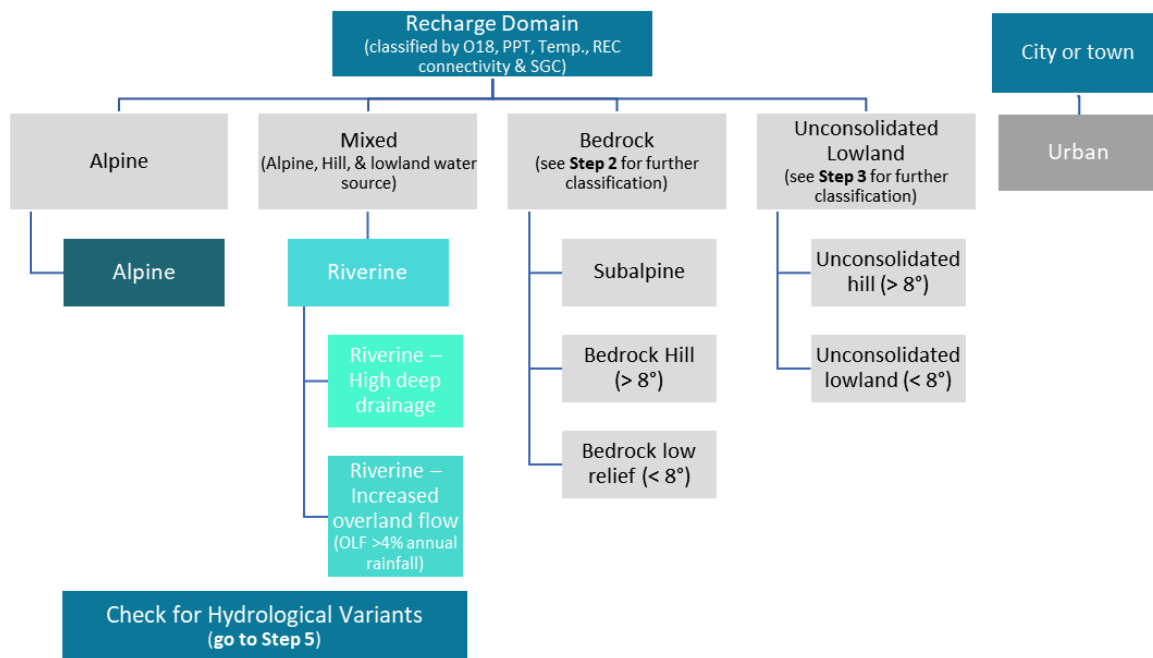 Recharge Domain
(classified by O18, PPT, Temp., REC
connectivity & SGC)
City or town
Alpine
Mixed
(Alpine, Hill, & lowland water
source)
Bedrock
(see Step 2 for further
classification)
Unconsolidated
Lowland
(see Step 3 for further
classification)
Urban
Alpine
Riverine
Subalpine
Unconsolidated
hill (> 8°)
Riverine –
High deep
drainage
Bedrock Hill
(> 8°)
Unconsolidated
lowland (< 8°)
Riverine –
Increased
overland flow
(OLF >4% annual
rainfall)
Bedrock low
relief (< 8°)
Check for Hydrological Variants
(go to Step 5)